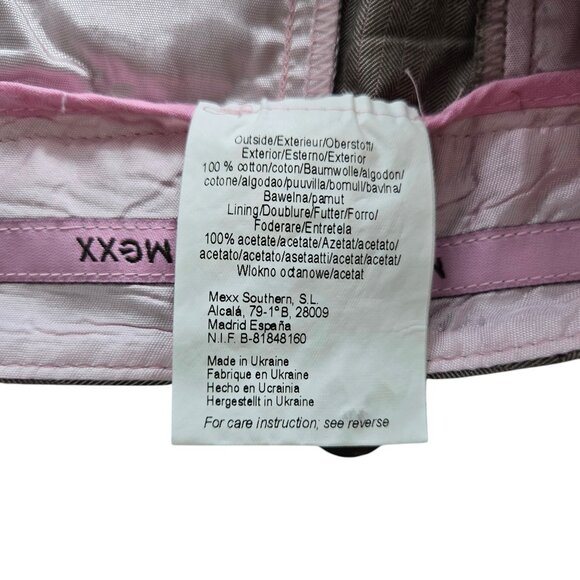 Outside/Exterieur/Oberstoff/
Exterior/Esterno/Exterior
100 % cotton/coton/Baumwolle/algodon/
cotone/algodao/puuvilla/bomull/bavlna/
Bawelna/pamut
Lining/Doublure/Futter/Forro/
Foderare/Entretela
100% acetate/acetate/Azetat/acetato/
acetato/acetato/asetaatti/acetat/acetat/
Wlokno octanowe/acetat
Mexx Southern, S.L.
Alcalá, 79-1°B, 28009
Madrid España
N.I.F. B-81848160
Made in Ukraine
Fabrique en Ukraine
Hecho en Ucrainia
Hergestellt in Ukraine
For care instruction; see reverse
MEXX